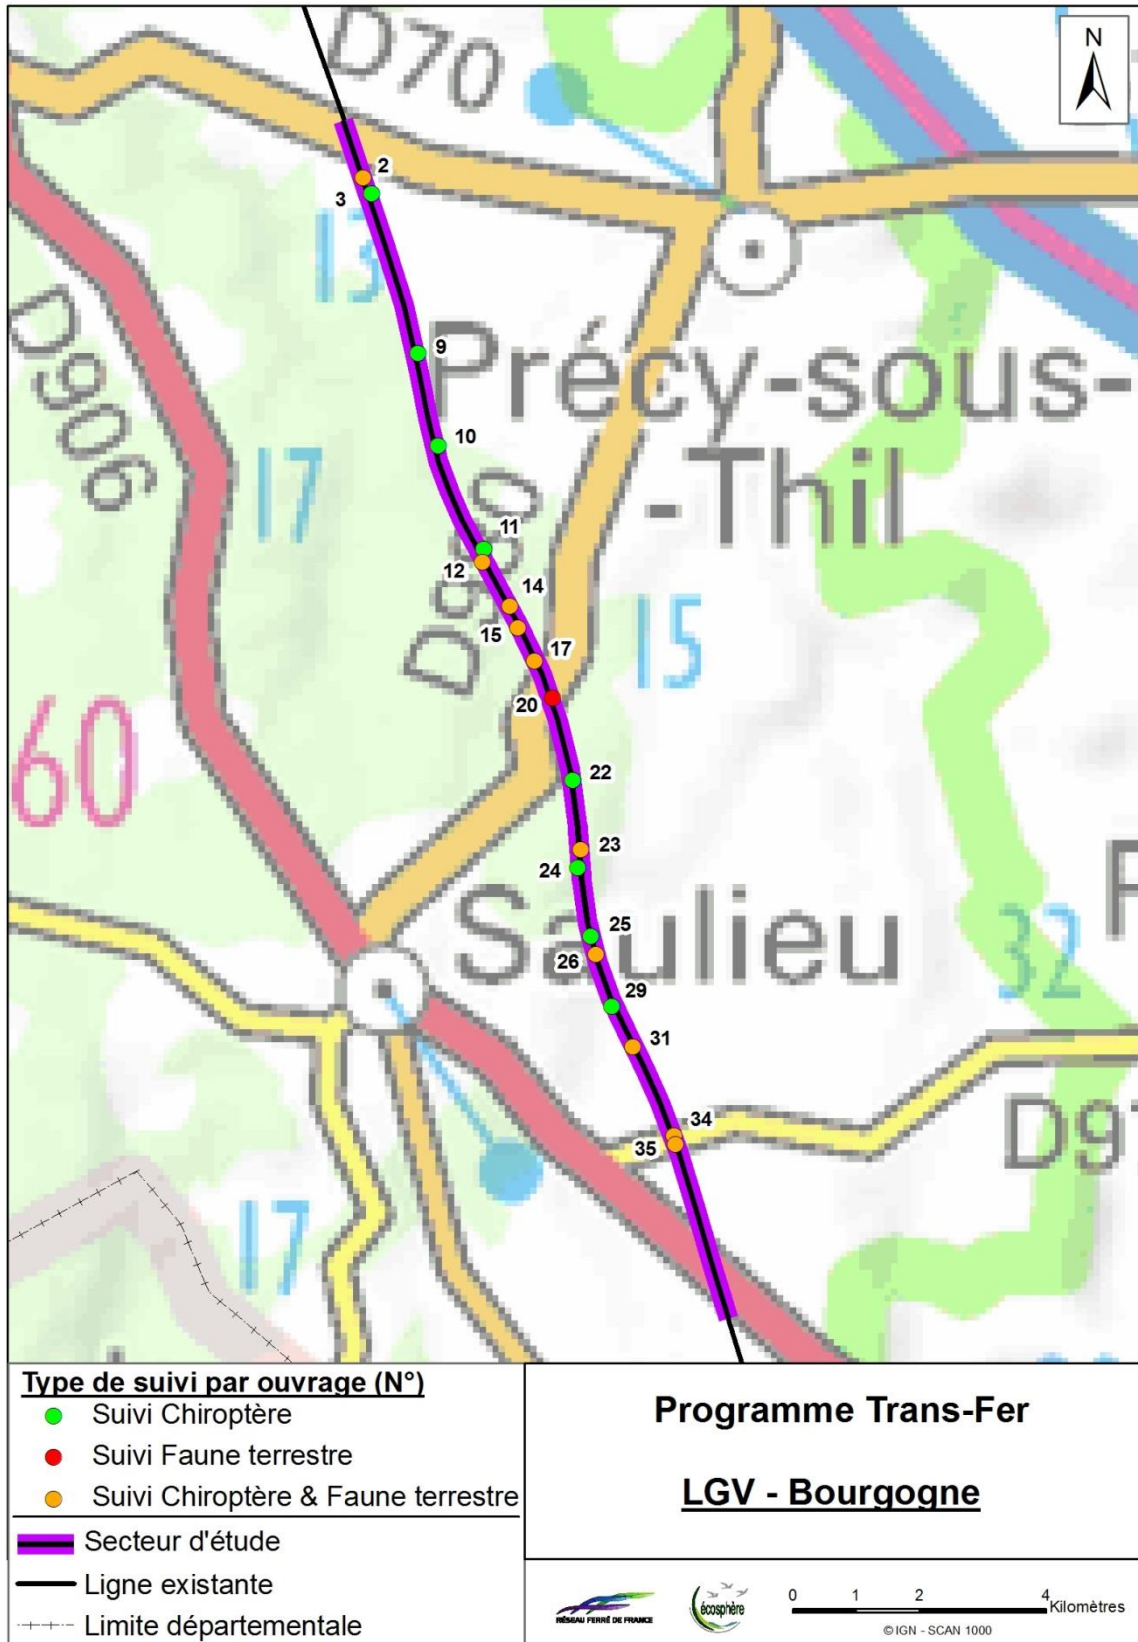 D70
N
2
3
13
D906
9
Précy-sous-
-Thil
10
17
D980
11
12
14
15
17
15
20
60
22
23
24
Saulieu
25
26
32
29
31
34
35
D97
17
Type de suivi par ouvrage (N°)
Suivi Chiroptère
Suivi Faune terrestre
Suivi Chiroptère & Faune terrestre
Secteur d'étude
Ligne existante
Limite départementale
Programme Trans-Fer
LGV - Bourgogne
RÉSEAU FERRÉ DE FRANCE
écosphère
0 1 2 4
Kilomètres
© IGN - SCAN 1000